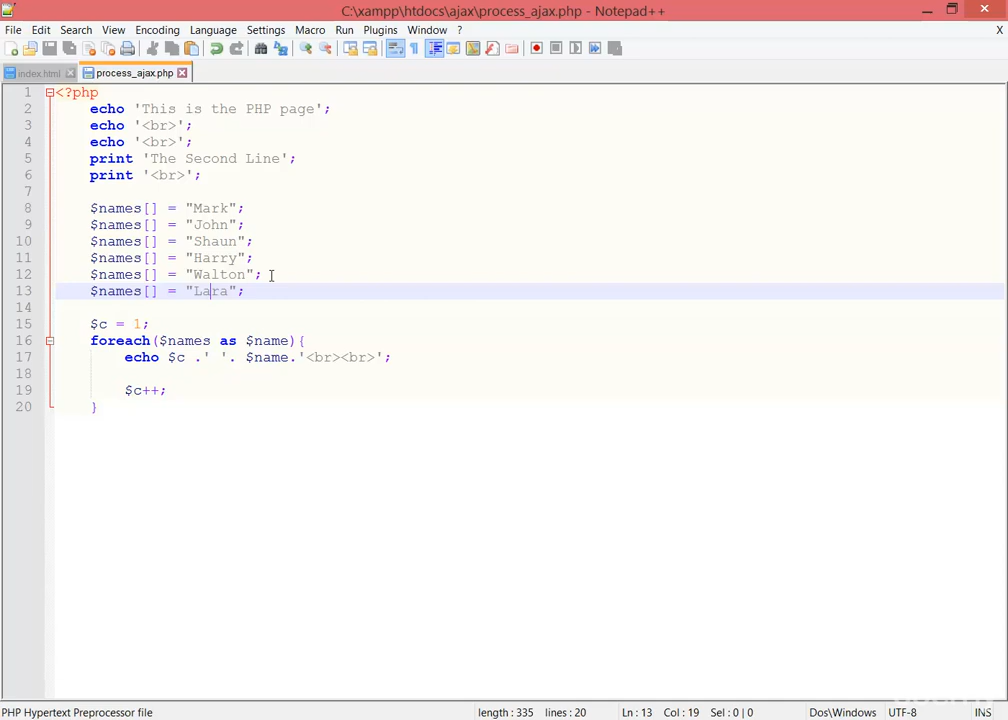 C:\xampp\htdocs\ajax\process_ajax.php - Notepad++
File Edit Search View Encoding Language Settings Macro Run Plugins Window ? X
index.html process_ajax.php
1 <?php
2 echo 'This is the PHP page';
3 echo '<br>';
4 echo '<br>';
5 print 'The Second Line';
6 print '<br>';
7
8 $names[] = "Mark";
9 $names[] = "John";
10 $names[] = "Shaun";
11 $names[] = "Harry";
12 $names[] = "Walton";
13 $names[] = "Lara";
14
15 $c = 1;
16 foreach($names as $name){
17 echo $c .' '. $name.'<br><br>';
18
19 $c++;
20 }
PHP Hypertext Preprocessor file length : 335 lines : 20 Ln : 13 Col : 19 Sel : 0 | 0 Dos\Windows UTF-8 INS